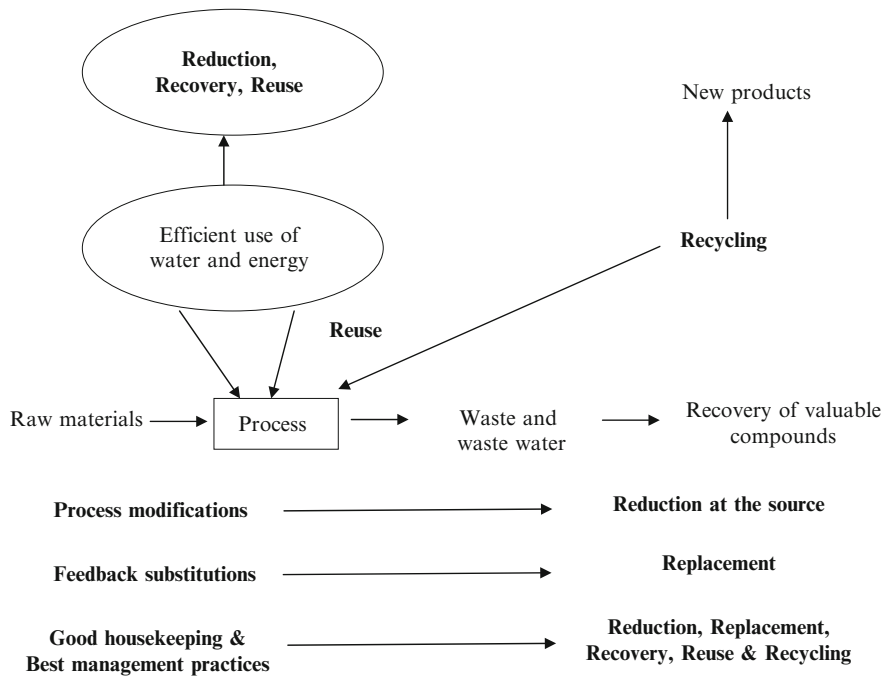 Reduction,
Recovery, Reuse
New products
Efficient use of
water and energy
Recycling
Reuse
Raw materials
Process
Waste and
waste water
Recovery of valuable
compounds
Process modifications
Reduction at the source
Feedback substitutions
Replacement
Good housekeeping &
Best management practices
Reduction, Replacement,
Recovery, Reuse & Recycling